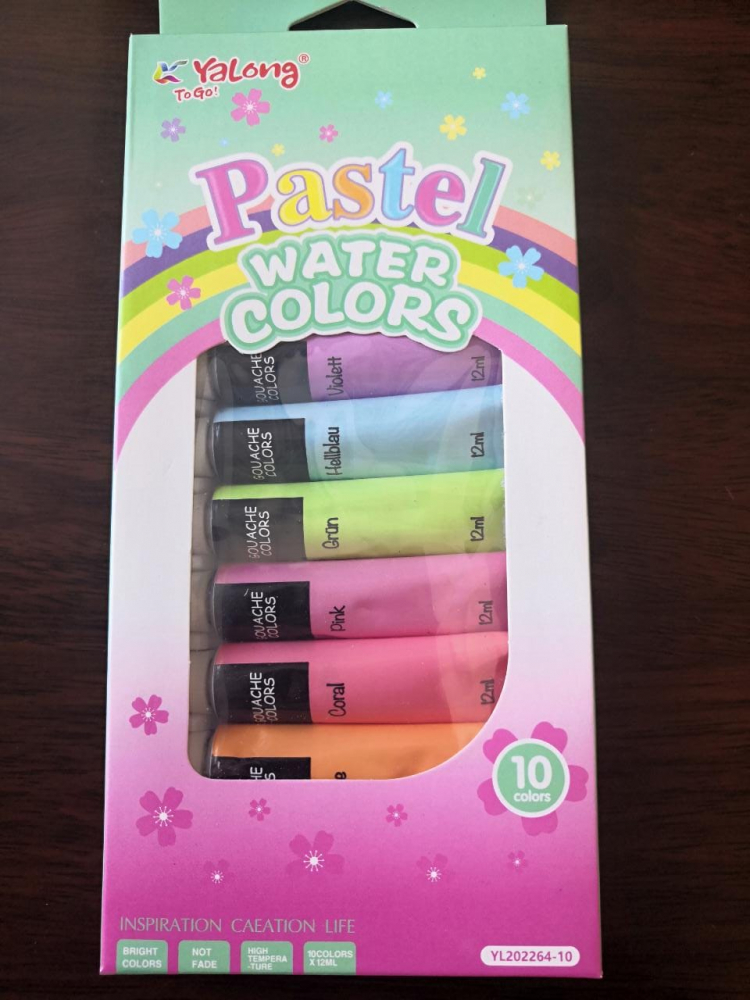 YaLong®
To Go!
Pastel
WATER
COLORS
GOUACHE
COLORS
Violett
12ml
GOUACHE
COLORS
Hellblau
12ml
GOUACHE
COLORS
Grün
12ml
GOUACHE
COLORS
Pink
12ml
GOUACHE
COLORS
Coral
12ml
10
colors
INSPIRATION CAEATION LIFE
BRIGHT
COLORS
NOT
FADE
HIGH
TEMPERA
-TURE
10COLORS
X 12ML
YL202264-10